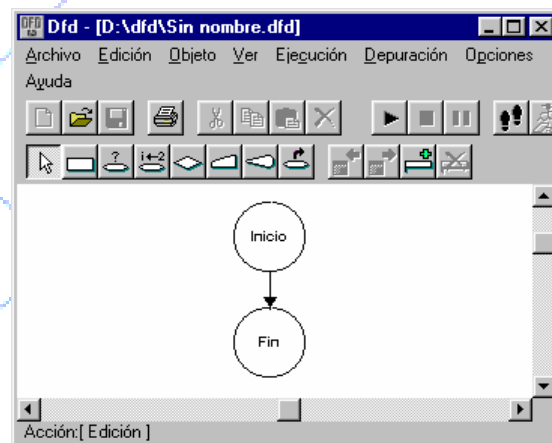 Dfd - [D:\dfd\Sin nombre.dfd]
Archivo Edición Objeto Ver Ejecución Depuración Opciones
Ayuda
Inicio
Fin
Acción:[ Edición ]